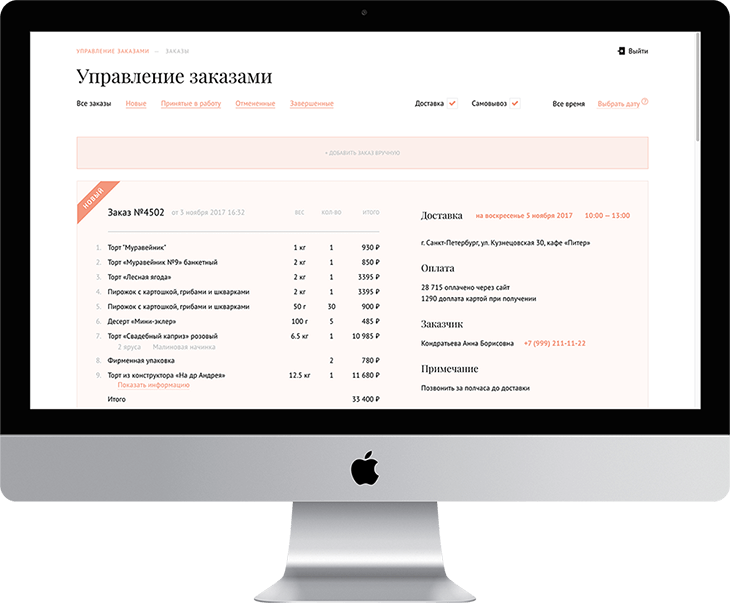 УПРАВЛЕНИЕ ЗАКАЗАМИ — ЗАКАЗЫ
Выйти
Управление заказами
Все заказы Новые Принятые в работу Отмененные Завершенные Доставка Самовывоз Все время Выбрать дату ?
+ ДОБАВИТЬ ЗАКАЗ ВРУЧНУЮ
НОВЫЙ
Заказ №4502 от 3 ноября 2017 16:32 ВЕС КОЛ-ВО ИТОГО
1. Торт "Муравейник" 1 кг 1 930 ₽
2. Торт «Муравейник №9» банкетный 2 кг 1 850 ₽
3. Торт «Лесная ягода» 2 кг 1 3395 ₽
4. Пирожок с картошкой, грибами и шкварками 2 кг 1 3395 ₽
5. Пирожок с картошкой, грибами и шкварками 50 г 30 900 ₽
6. Десерт «Мини-эклер» 100 г 5 485 ₽
7. Торт «Свадебный каприз» розовый 6.5 кг 1 10 985 ₽
2 яруса Малиновая начинка
8. Фирменная упаковка 2 780 ₽
9. Торт из конструктора «На др Андрея» 12.5 кг 1 11 680 ₽
Показать информацию
Итого 33 400 ₽
Доставка на воскресенье 5 ноября 2017 10:00 — 13:00
г. Санкт-Петербург, ул. Кузнецовская 30, кафе «Питер»
Оплата
28 715 оплачено через сайт
1290 доплата картой при получении
Заказчик
Кондратьева Анна Борисовна +7 (999) 211-11-22
Примечание
Позвонить за полчаса до доставки